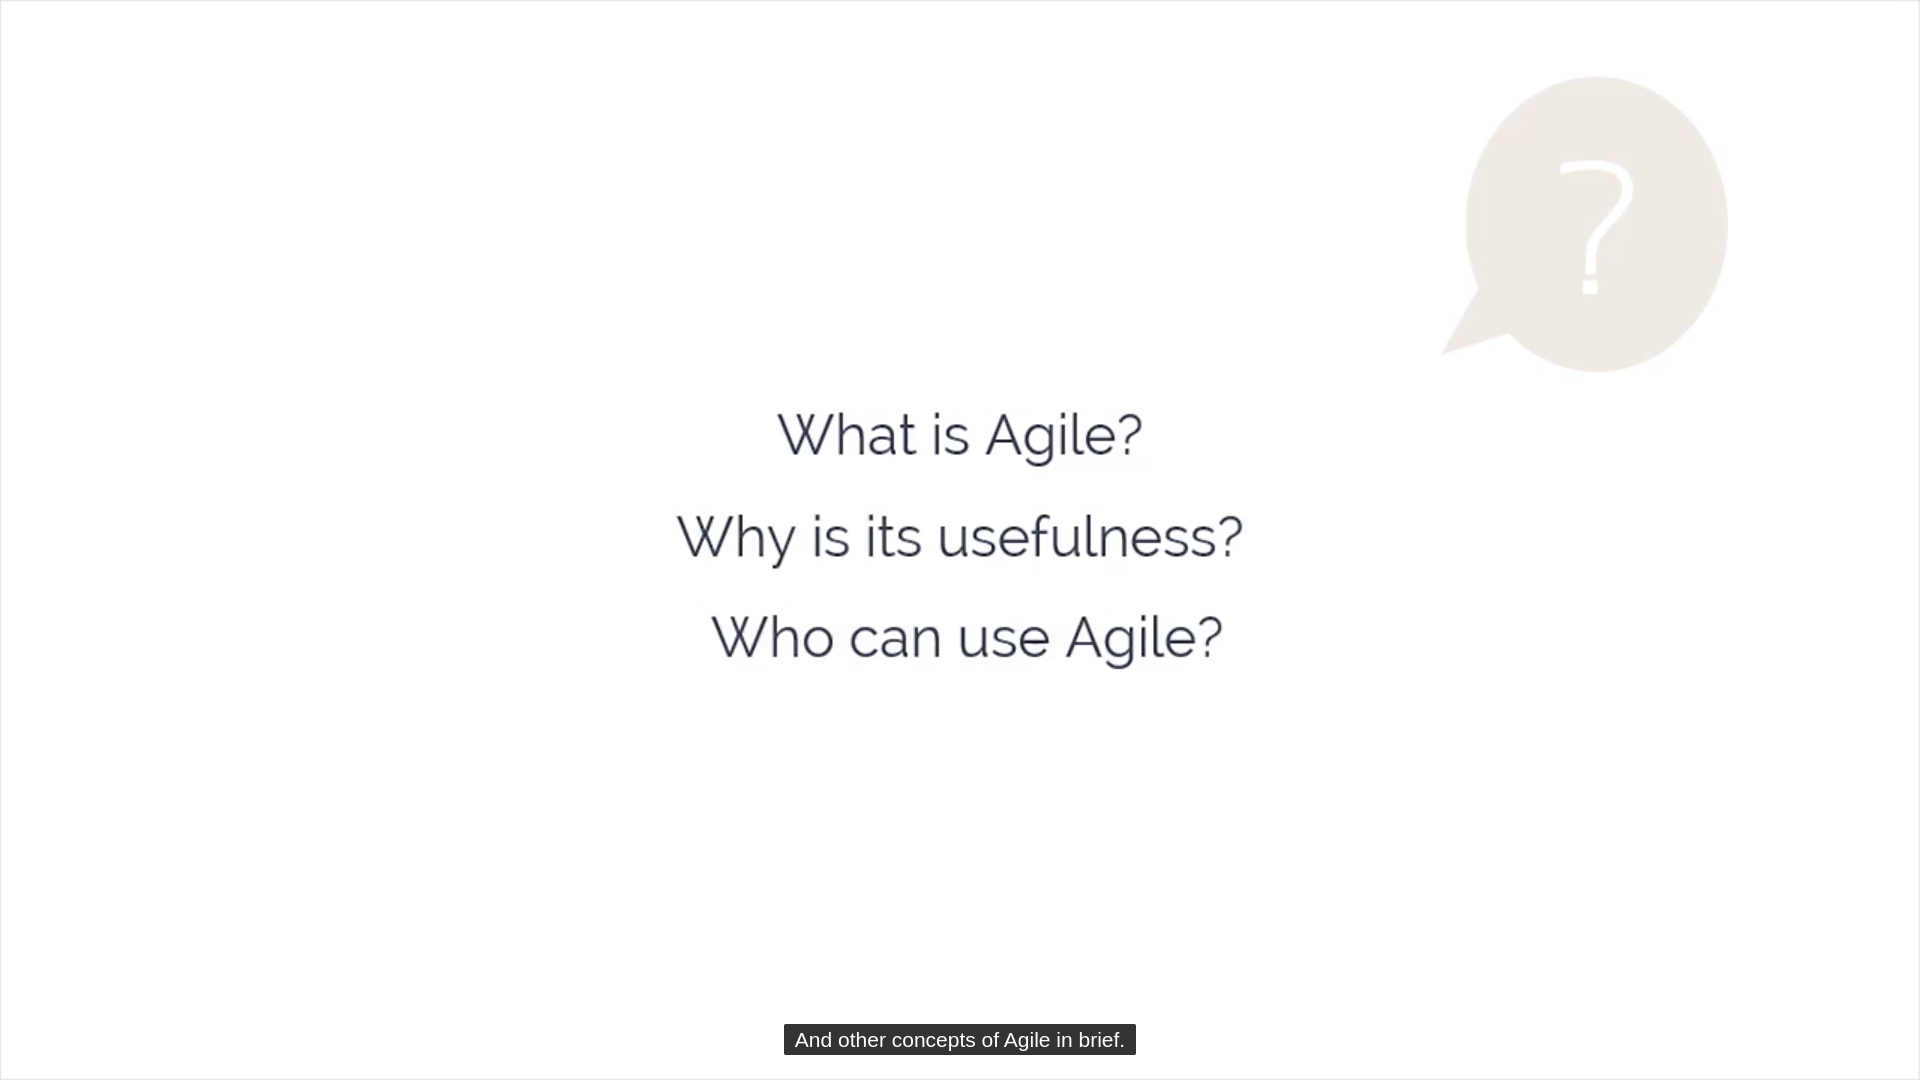 ?
What is Agile?
Why is its usefulness?
Who can use Agile?
And other concepts of Agile in brief.